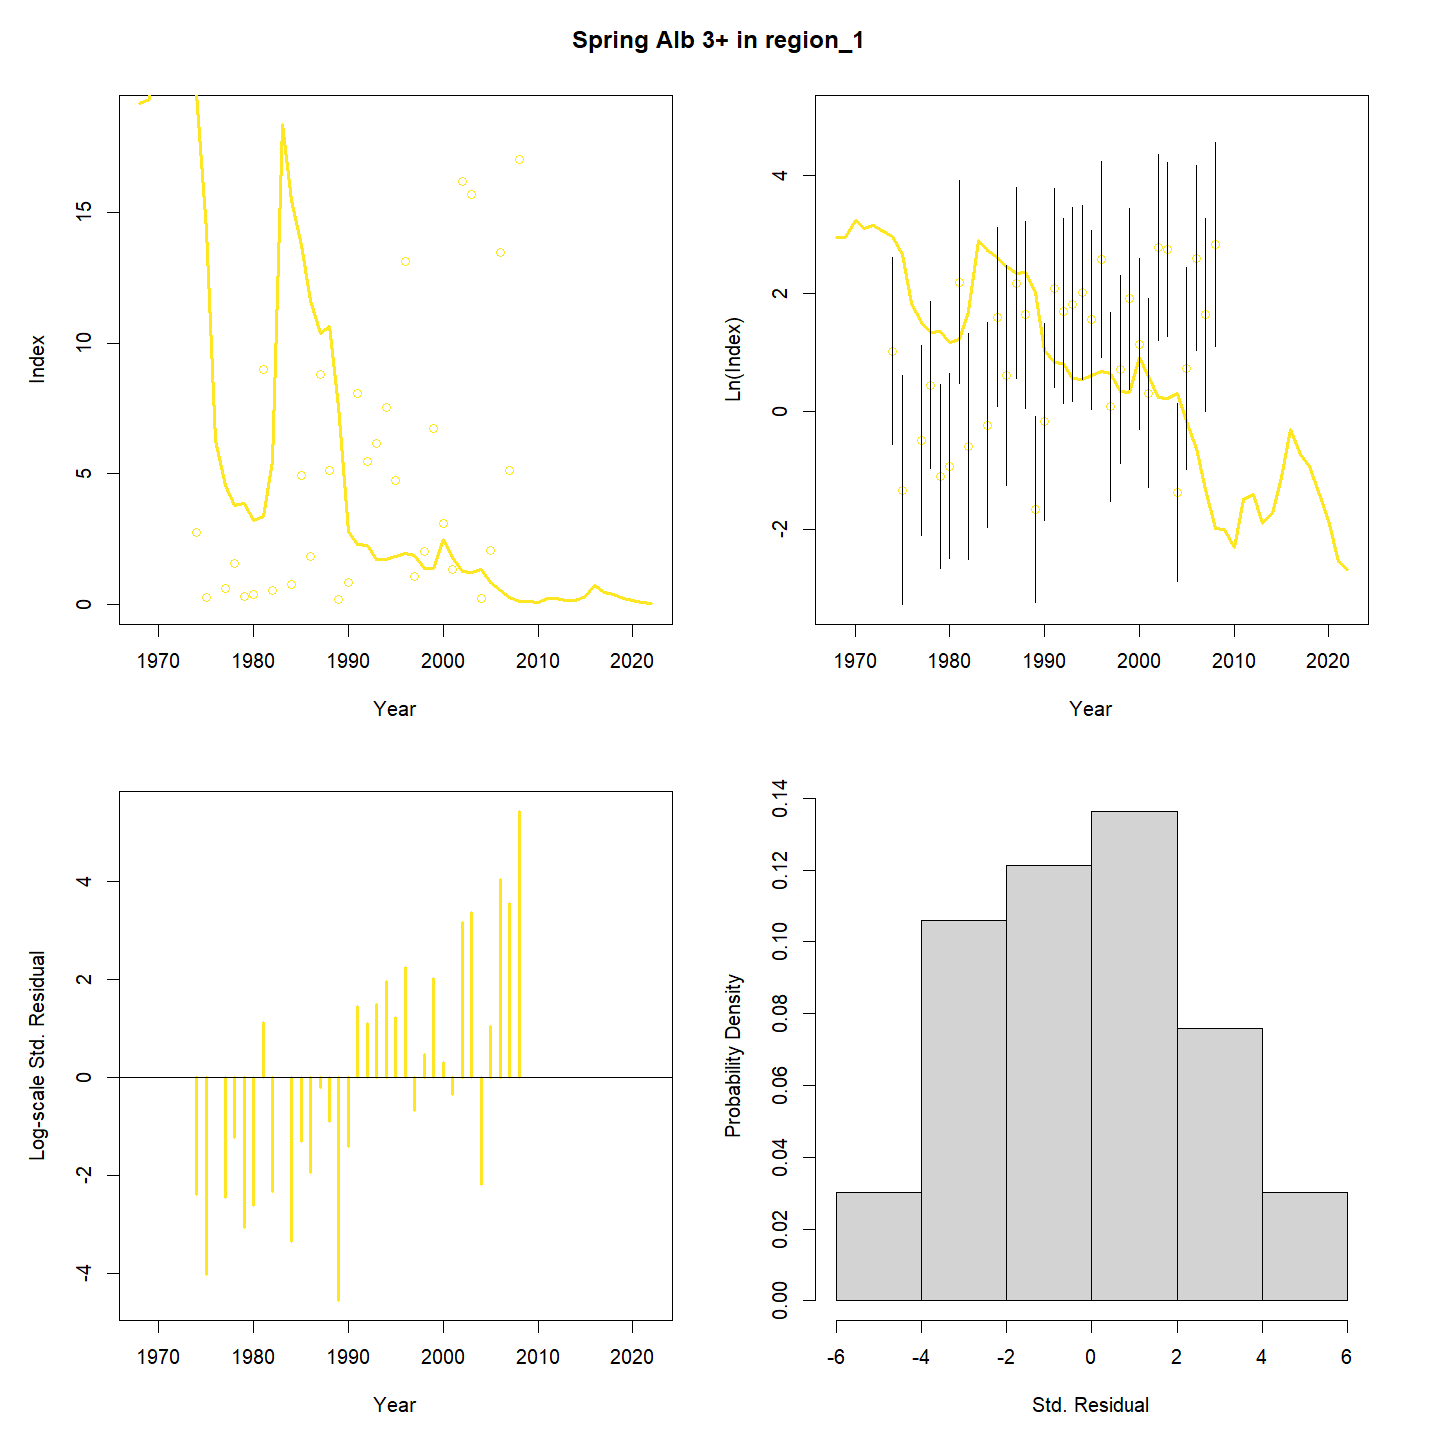 Spring Alb 3+ in region_1
Index
0 5 10 15
1970 1980 1990 2000 2010 2020
Year
Ln(Index)
-2 0 2 4
1970 1980 1990 2000 2010 2020
Year
Log-scale Std. Residual
-4 -2 0 2 4
1970 1980 1990 2000 2010 2020
Year
Probability Density
0.00 0.02 0.04 0.06 0.08 0.10 0.12 0.14
-6 -4 -2 0 2 4 6
Std. Residual